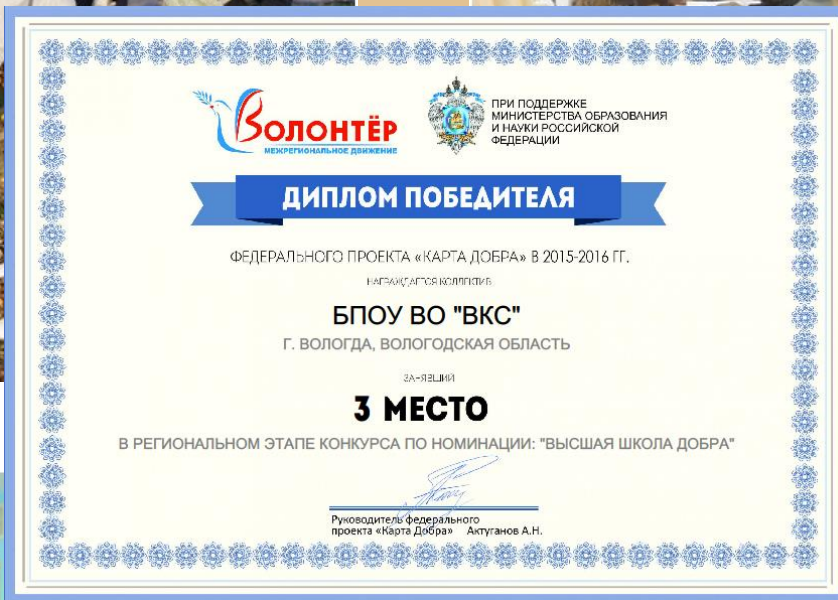 ВОЛОНТЁР
МЕЖРЕГИОНАЛЬНОЕ ДВИЖЕНИЕ
ПРИ ПОДДЕРЖКЕ
МИНИСТЕРСТВА ОБРАЗОВАНИЯ
И НАУКИ РОССИЙСКОЙ
ФЕДЕРАЦИИ
ДИПЛОМ ПОБЕДИТЕЛЯ
ФЕДЕРАЛЬНОГО ПРОЕКТА «КАРТА ДОБРА» В 2015-2016 ГГ.
НАГРАЖДАЕТСЯ КОЛЛЕКТИВ
БПОУ ВО "ВКС"
Г. ВОЛОГДА, ВОЛОГОДСКАЯ ОБЛАСТЬ
ЗАНЯВШИЙ
3 МЕСТО
В РЕГИОНАЛЬНОМ ЭТАПЕ КОНКУРСА ПО НОМИНАЦИИ: "ВЫСШАЯ ШКОЛА ДОБРА"
Руководитель федерального
проекта «Карта Добра» Актуганов А.Н.